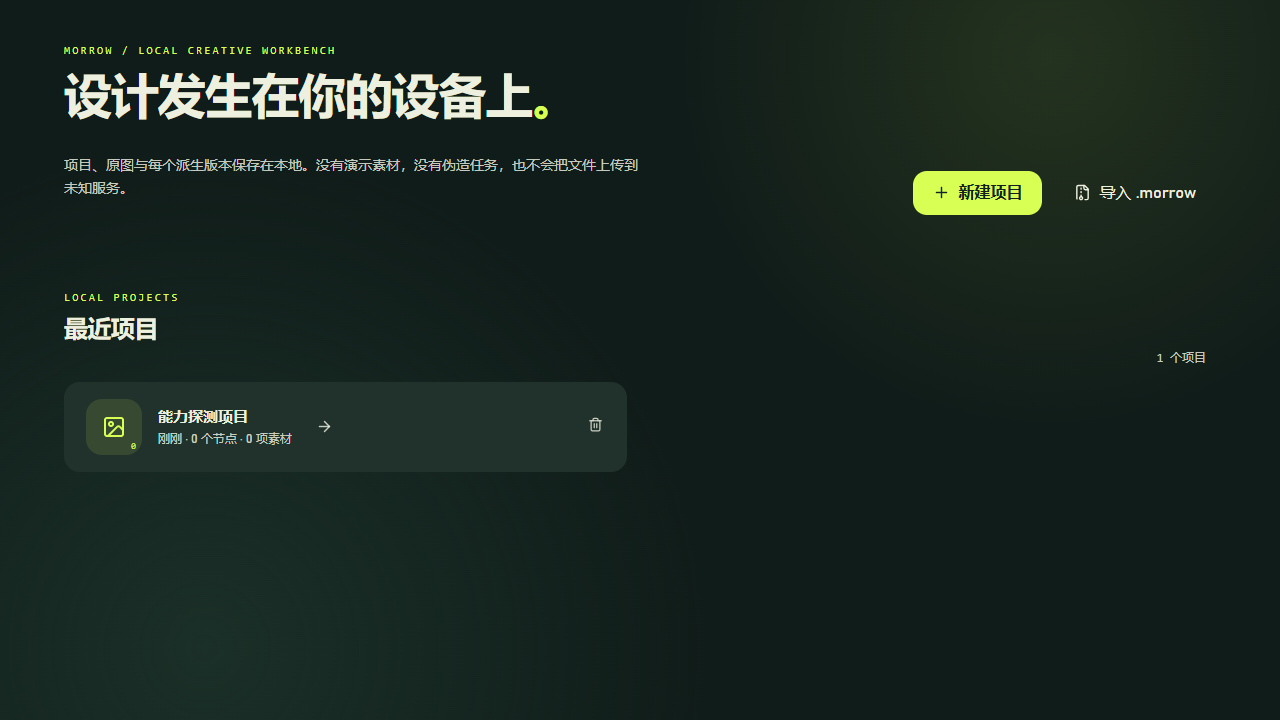 MORROW / LOCAL CREATIVE WORKBENCH
设计发生在你的设备上。
项目、原图与每个派生版本保存在本地。没有演示素材，没有伪造任务，也不会把文件上传到
未知服务。
新建项目
导入 .morrow
LOCAL PROJECTS
最近项目
1 个项目
能力探测项目
刚刚 · 0 个节点 · 0 项素材
0